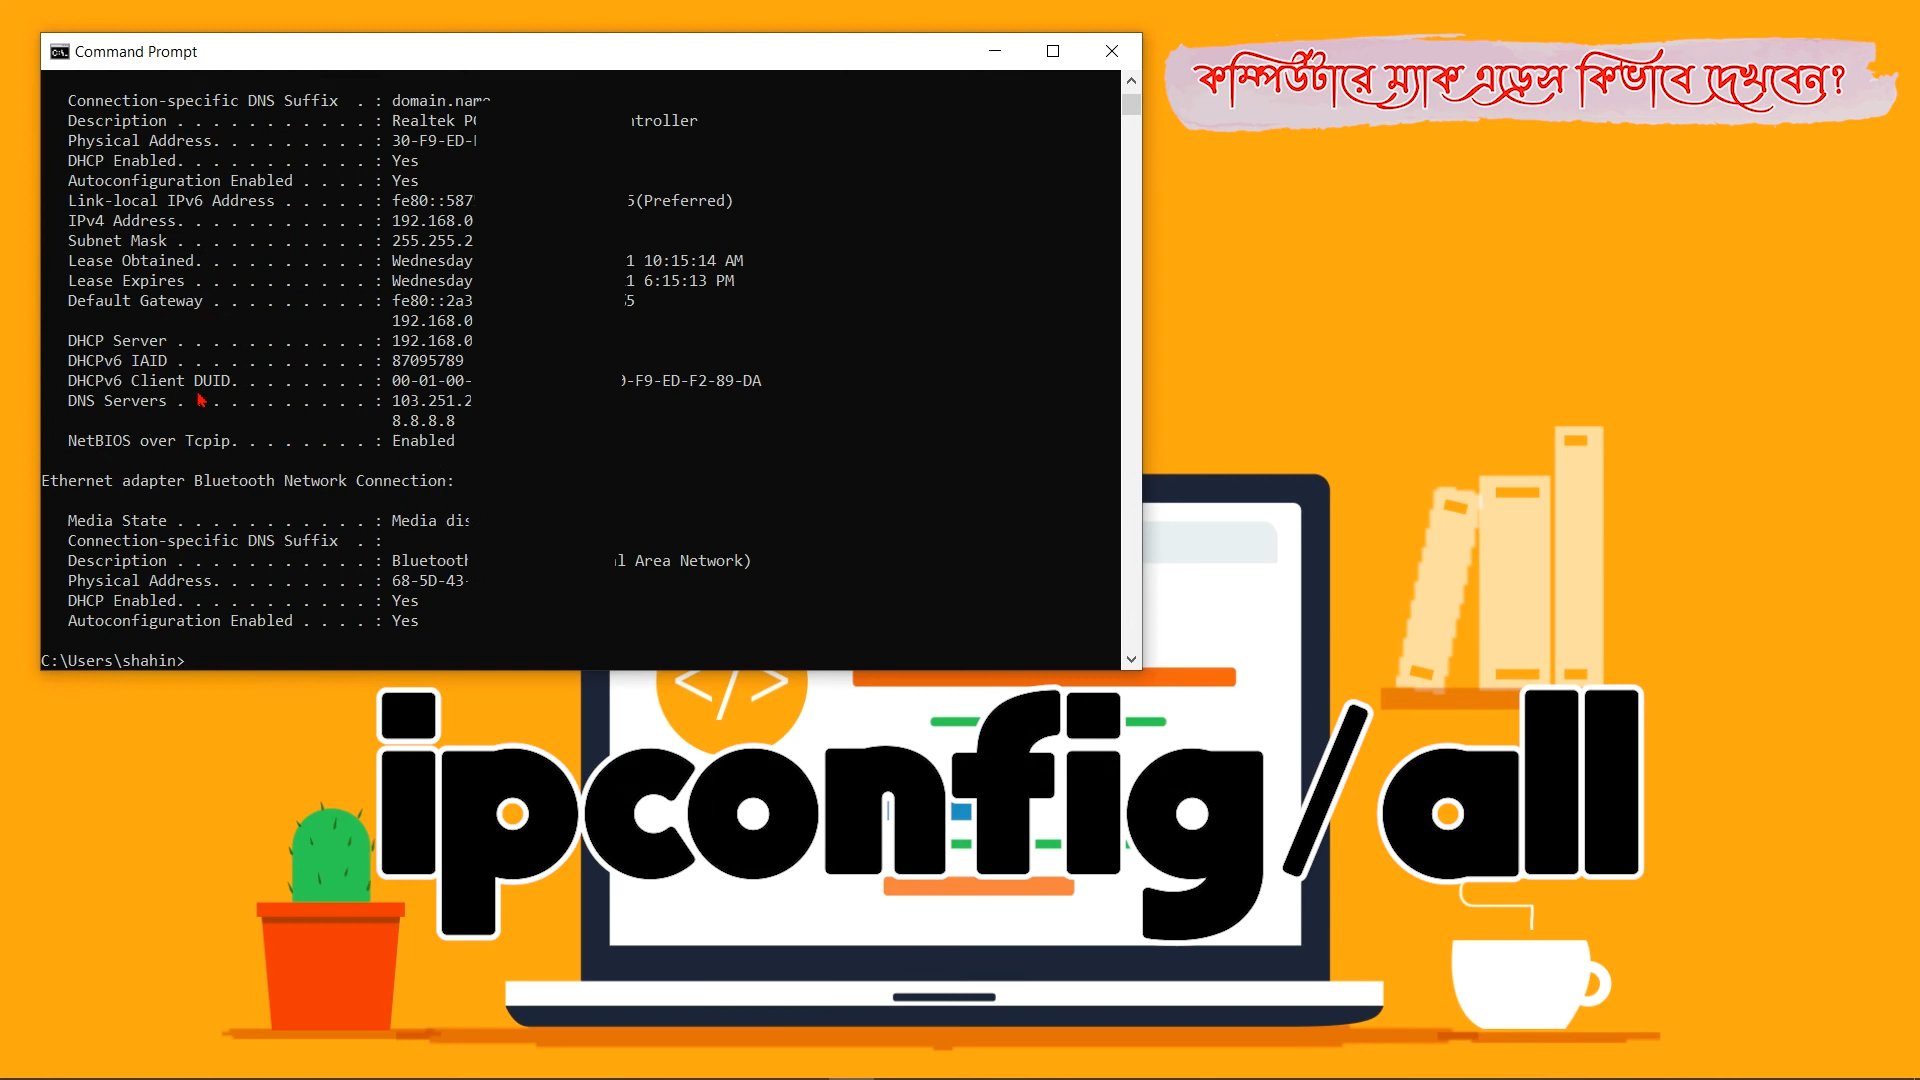 Command Prompt
কম্পিউটারে ম্যাক এড্রেস কিভাবে দেখবেন?
Connection-specific DNS Suffix . : domain.name
Description . . . . . . . . . . . : Realtek
Physical Address. . . . . . . . . : 30-F9-ED-
DHCP Enabled. . . . . . . . . . . : Yes
Autoconfiguration Enabled . . . . : Yes
Link-local IPv6 Address . . . . . : fe80::587 5(Preferred)
IPv4 Address. . . . . . . . . . . : 192.168.0
Subnet Mask . . . . . . . . . . . : 255.255.2
Lease Obtained. . . . . . . . . . : Wednesday 1 10:15:14 AM
Lease Expires . . . . . . . . . . : Wednesday 1 6:15:13 PM
Default Gateway . . . . . . . . . : fe80::2a3 5
192.168.0
DHCP Server . . . . . . . . . . . : 192.168.0
DHCPv6 IAID . . . . . . . . . . . : 87095789
DHCPv6 Client DUID. . . . . . . . : 00-01-00- -F9-ED-F2-89-DA
DNS Servers . . . . . . . . . . . : 103.251.2
8.8.8.8
NetBIOS over Tcpip. . . . . . . . : Enabled
Ethernet adapter Bluetooth Network Connection:
Media State . . . . . . . . . . . : Media
Connection-specific DNS Suffix . :
Description . . . . . . . . . . . : Bluetooth Area Network)
Physical Address. . . . . . . . . : 68-5D-43-
DHCP Enabled. . . . . . . . . . . : Yes
Autoconfiguration Enabled . . . . : Yes
C:\Users\shahin>
</>
ipconfig/all